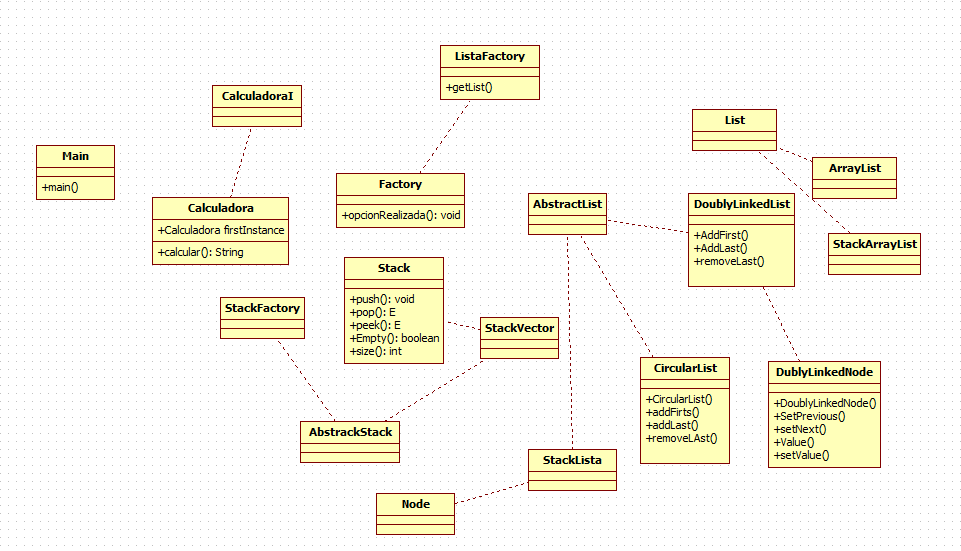 ListaFactory
+getList()
CalculadoraI
List
Main
+main()
ArrayList
Factory
+opcionRealizada(): void
Calculadora
+Calculadora firstInstance
+calcular(): String
AbstractList
DoublyLinkedList
+AddFirst()
+AddLast()
+removeLast()
StackArrayList
Stack
+push(): void
+pop(): E
+peek(): E
+Empty(): boolean
+size(): int
StackFactory
StackVector
CircularList
+CircularList()
+addFirts()
+addLast()
+removeLAst()
DublyLinkedNode
+DoublyLinkedNode()
+SetPrevious()
+setNext()
+Value()
+setValue()
AbstrackStack
StackLista
Node